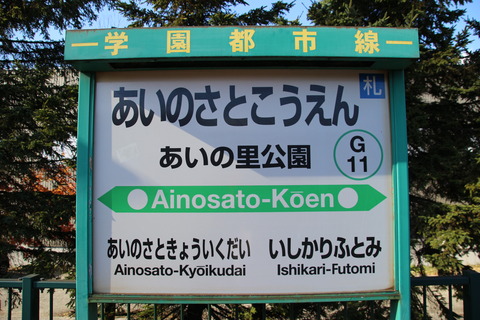 学園都市線
札
あいのさとこうえん
あいの里公園
G
11
Ainosato-Kōen
あいのさときょういくだい いしかりふとみ
Ainosato-Kyōikudai Ishikari-Futomi